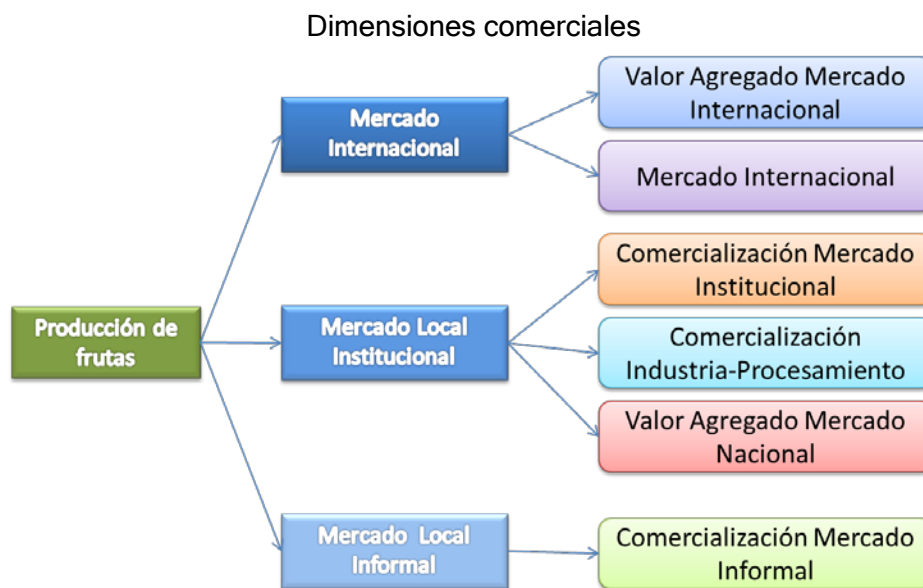 Dimensiones comerciales
Producción de
frutas
Mercado
Internacional
Valor Agregado Mercado
Internacional
Mercado Internacional
Mercado Local
Institucional
Comercialización Mercado
Institucional
Comercialización
Industria-Procesamiento
Valor Agregado Mercado
Nacional
Mercado Local
Informal
Comercialización Mercado
Informal